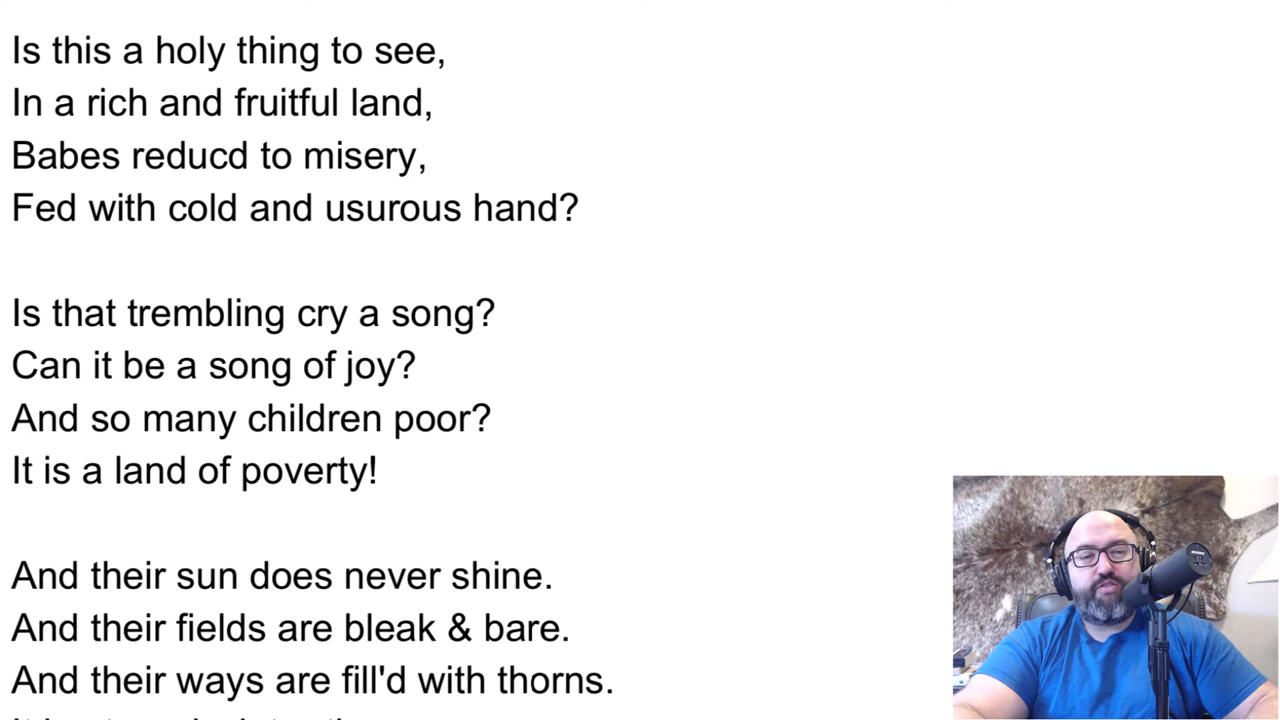 Is this a holy thing to see,
In a rich and fruitful land,
Babes reducd to misery,
Fed with cold and usurous hand?
Is that trembling cry a song?
Can it be a song of joy?
And so many children poor?
It is a land of poverty!
And their sun does never shine.
And their fields are bleak & bare.
And their ways are fill'd with thorns.